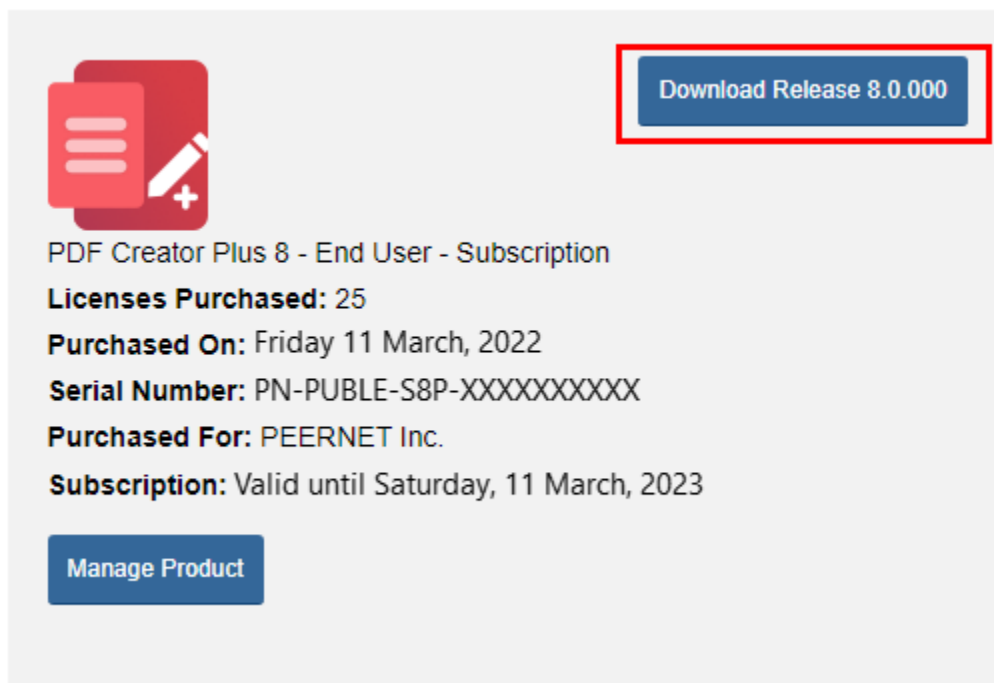 Download Release 8.0.000
PDF Creator Plus 8 - End User - Subscription
Licenses Purchased: 25
Purchased On: Friday 11 March, 2022
Serial Number: PN-PUBLE-S8P-XXXXXXXXXX
Purchased For: PEERNET Inc.
Subscription: Valid until Saturday, 11 March, 2023
Manage Product